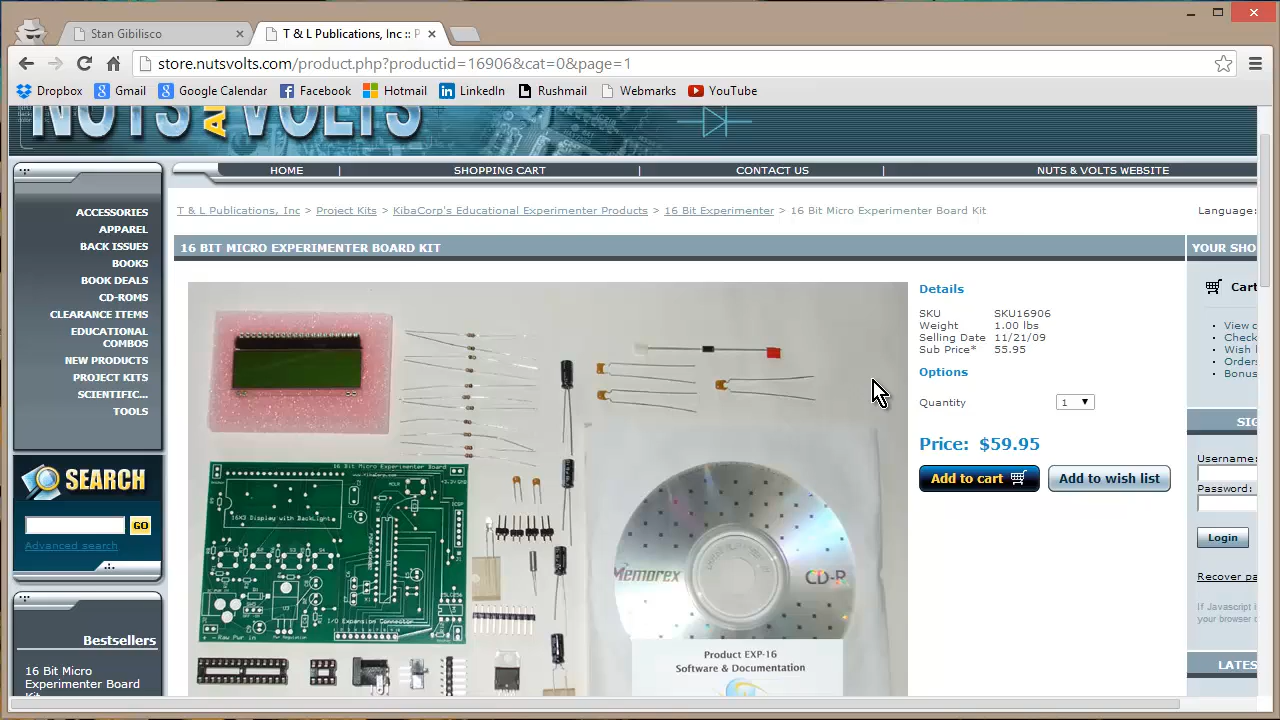 Stan Gibilisco
T & L Publications, Inc :: P
store.nutsvolts.com/product.php?productid=16906&cat=0&page=1
Dropbox Gmail Google Calendar Facebook Hotmail LinkedIn Rushmail Webmarks YouTube
NUTS AND VOLTS
HOME | SHOPPING CART | CONTACT US | NUTS & VOLTS WEBSITE
T & L Publications, Inc > Project Kits > KibaCorp's Educational Experimenter Products > 16 Bit Experimenter > 16 Bit Micro Experimenter Board Kit
Language:
ACCESSORIES
APPAREL
BACK ISSUES
BOOKS
BOOK DEALS
CD-ROMS
CLEARANCE ITEMS
EDUCATIONAL
COMBOS
NEW PRODUCTS
PROJECT KITS
SCIENTIFIC...
TOOLS
SEARCH
GO
Advanced search
Bestsellers
16 Bit Micro
Experimenter Board
16 BIT MICRO EXPERIMENTER BOARD KIT
16 Bit Micro Experimenter Board
16X3 Display with BackLight
I/O Expansion Connector
Memorex
CD-R
Product EXP-16
Software & Documentation
Details
SKU SKU16906
Weight 1.00 lbs
Selling Date 11/21/09
Sub Price* 55.95
Options
Quantity 1
Price: $59.95
Add to cart
Add to wish list
YOUR SHO
Cart
View c
Check
Wish l
Orders
Bonus
SIG
Username:
Password:
Login
Recover pa
If Javascript i
your browser c
LATES